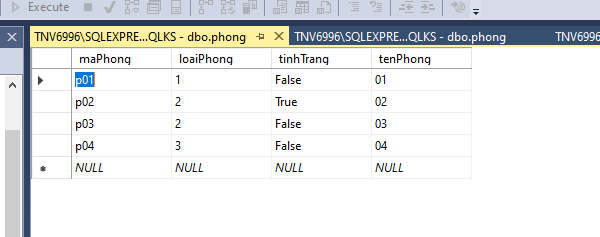 Execute
TNV6996\SQLEXPRE...QLKS - dbo.phong TNV6996\SQLEXPRE...QLKS - dbo.phong TNV6996
maPhong loaiPhong tinhTrang tenPhong
p01 1 False 01
p02 2 True 02
p03 2 False 03
p04 3 False 04
NULL NULL NULL NULL